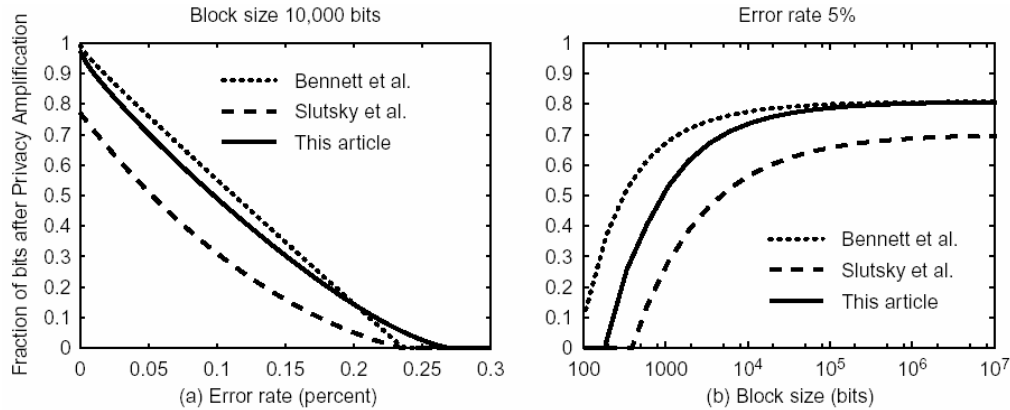 Block size 10,000 bits
Fraction of bits after Privacy Amplification
1
0.9
0.8
0.7
0.6
0.5
0.4
0.3
0.2
0.1
0
Bennett et al.
Slutsky et al.
This article
0 0.05 0.1 0.15 0.2 0.25 0.3
(a) Error rate (percent)
Error rate 5%
1
0.9
0.8
0.7
0.6
0.5
0.4
0.3
0.2
0.1
0
Bennett et al.
Slutsky et al.
This article
100 1000 10⁴ 10⁵ 10⁶ 10⁷
(b) Block size (bits)